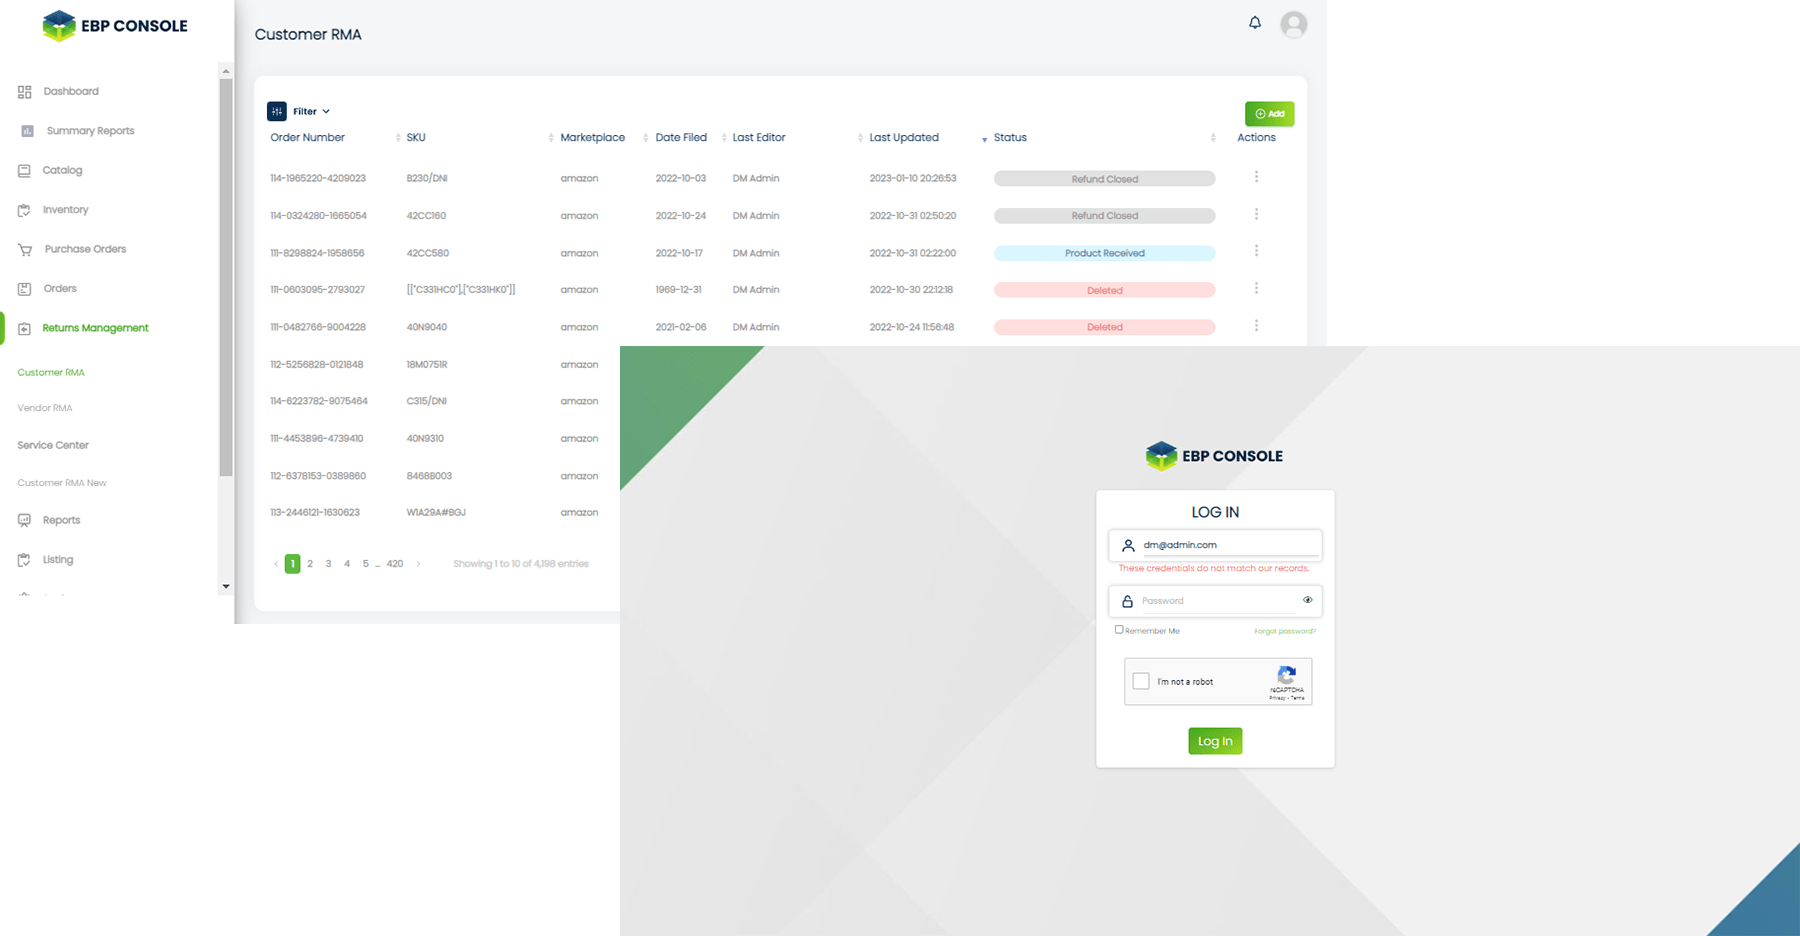 EBP CONSOLE
Dashboard
Summary Reports
Catalog
Inventory
Purchase Orders
Orders
Returns Management
Customer RMA
Vendor RMA
Service Center
Customer RMA New
Reports
Listing
Customer RMA
Filter
Add
Order Number SKU Marketplace Date Filed Last Editor Last Updated Status Actions
114-1965220-4209023 B230/DNI amazon 2022-10-03 DM Admin 2023-01-10 20:26:53 Refund Closed
114-0324280-1665054 42CC160 amazon 2022-10-24 DM Admin 2022-10-31 02:50:20 Refund Closed
111-8298824-1958656 42CC580 amazon 2022-10-17 DM Admin 2022-10-31 02:22:00 Product Received
111-0603095-2793027 [["C331HC0"],["C331HK0"]] amazon 1969-12-31 DM Admin 2022-10-30 22:12:18 Deleted
111-0482766-9004228 40N9040 amazon 2021-02-06 DM Admin 2022-10-24 11:56:48 Deleted
112-5256828-0121848 18M0751R amazon
114-6223782-9075464 C315/DNI amazon
111-4453896-4739410 40N9310 amazon
112-6378153-0389860 8468B003 amazon
113-2446121-1630623 W1A29A#BGJ amazon
‹ 1 2 3 4 5 ... 420 › Showing 1 to 10 of 4,198 entries
EBP CONSOLE
LOG IN
dm@admin.com
These credentials do not match our records.
Password
Remember Me Forgot password?
I'm not a robot
reCAPTCHA
Privacy - Terms
Log In